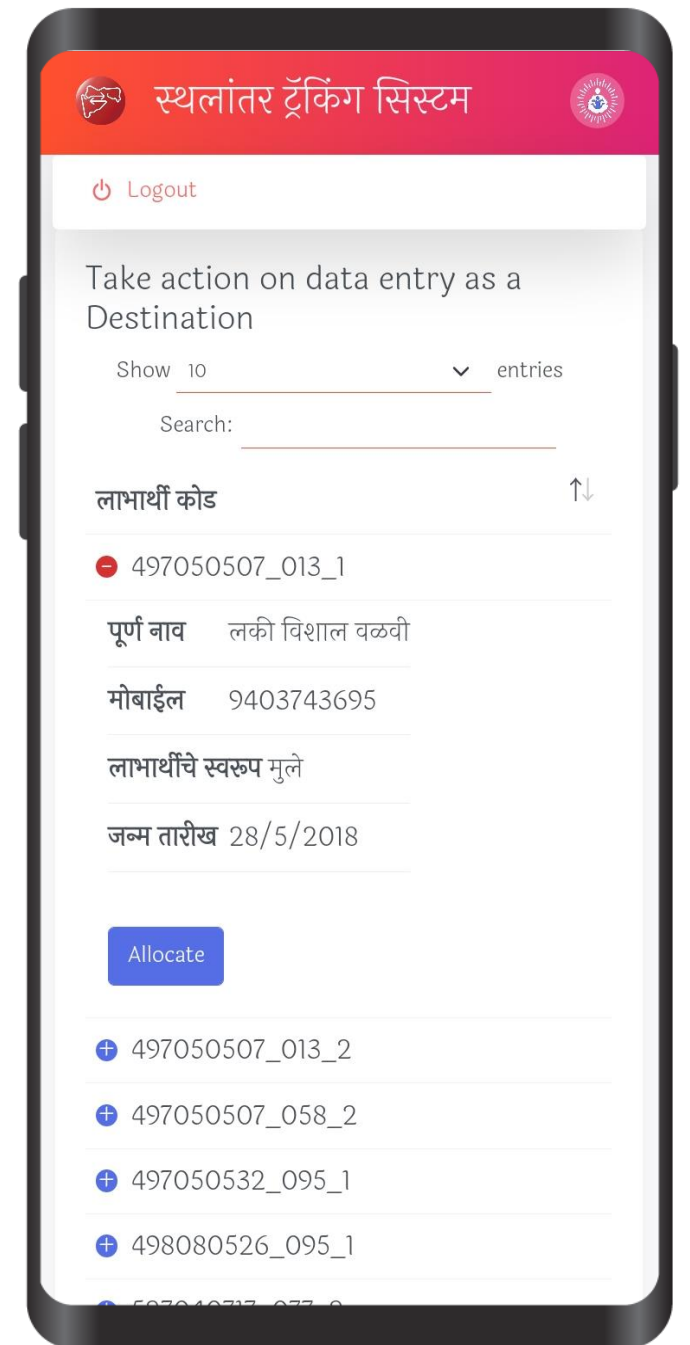 स्थलांतर ट्रॅकिंग सिस्टम
Logout
Take action on data entry as a
Destination
Show 10 entries
Search:
लाभार्थी कोड
497050507_013_1
पूर्ण नाव लकी विशाल वळवी
मोबाईल 9403743695
लाभार्थीचे स्वरूप मुले
जन्म तारीख 28/5/2018
Allocate
497050507_013_2
497050507_058_2
497050532_095_1
498080526_095_1